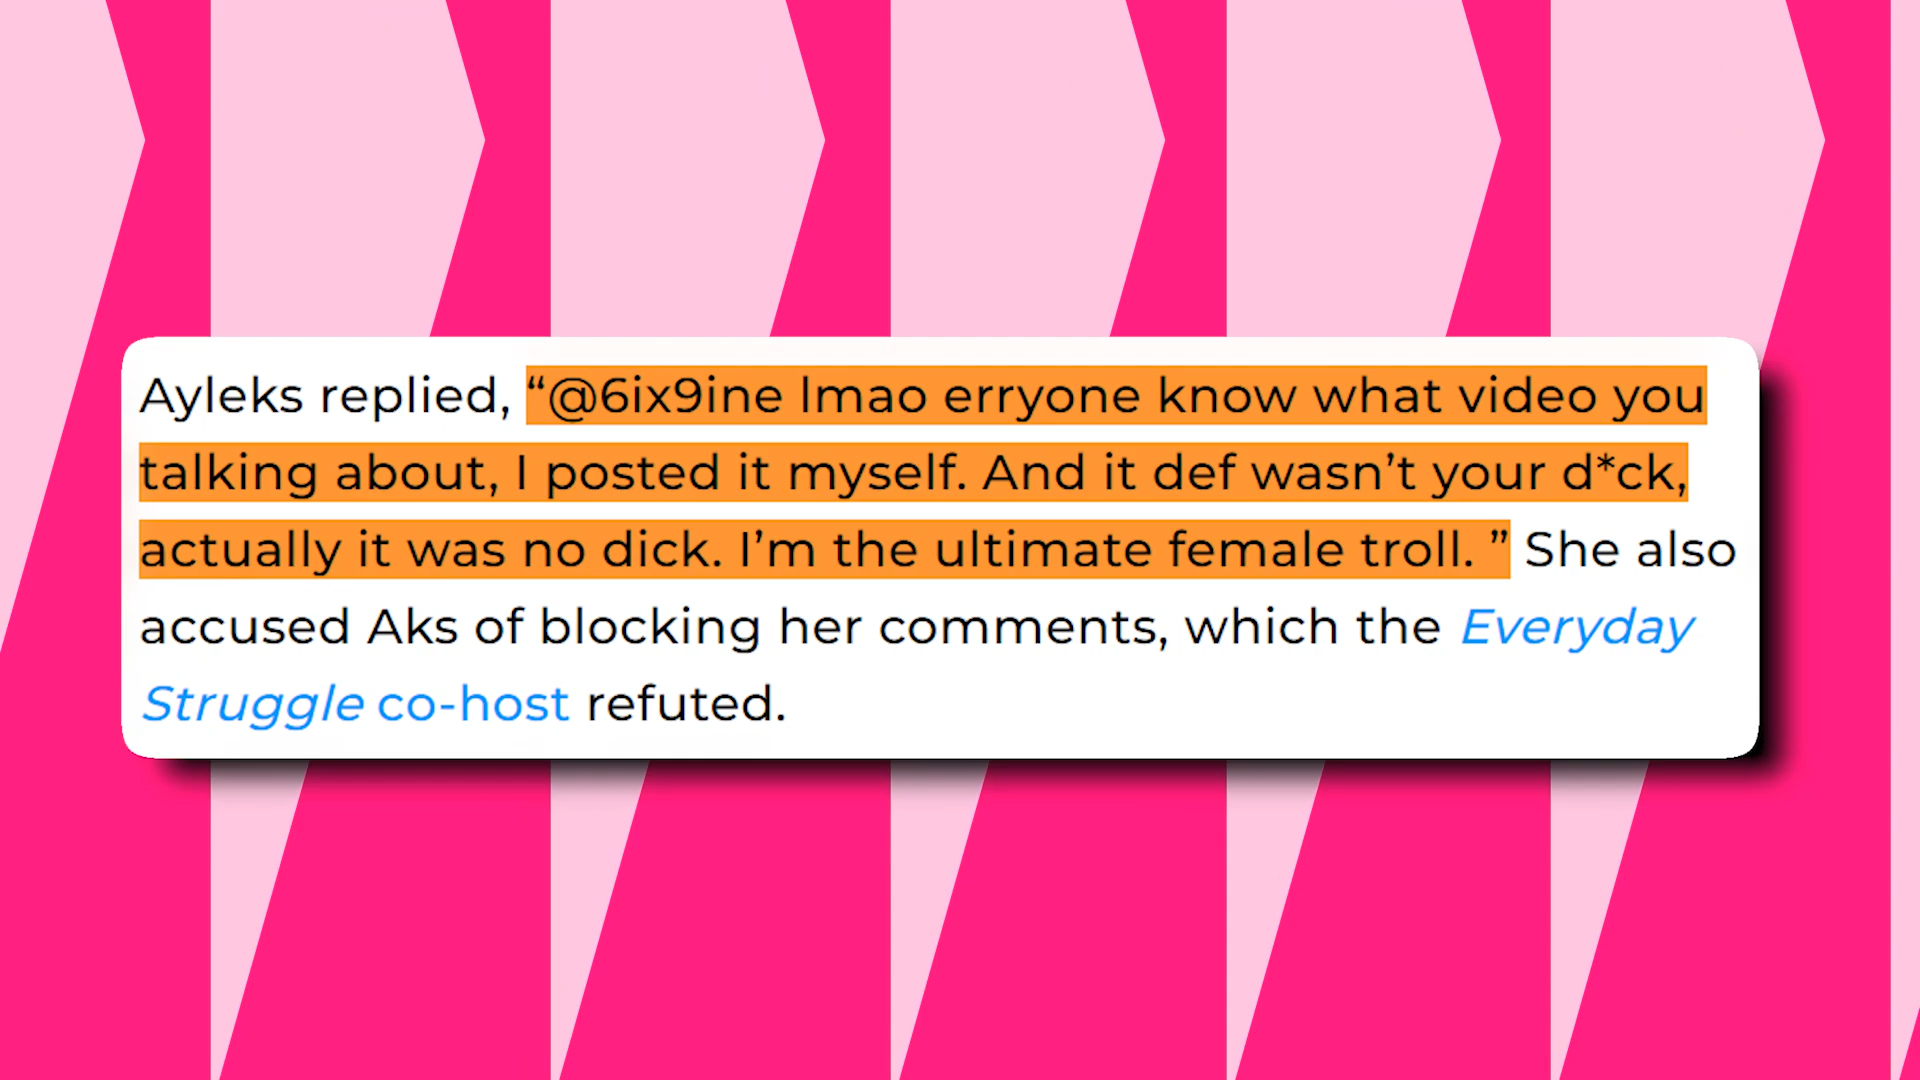 Ayleks replied, “@6ix9ine lmao erryone know what video you
talking about, I posted it myself. And it def wasn’t your d*ck,
actually it was no dick. I’m the ultimate female troll. ” She also
accused Aks of blocking her comments, which the Everyday
Struggle co-host refuted.